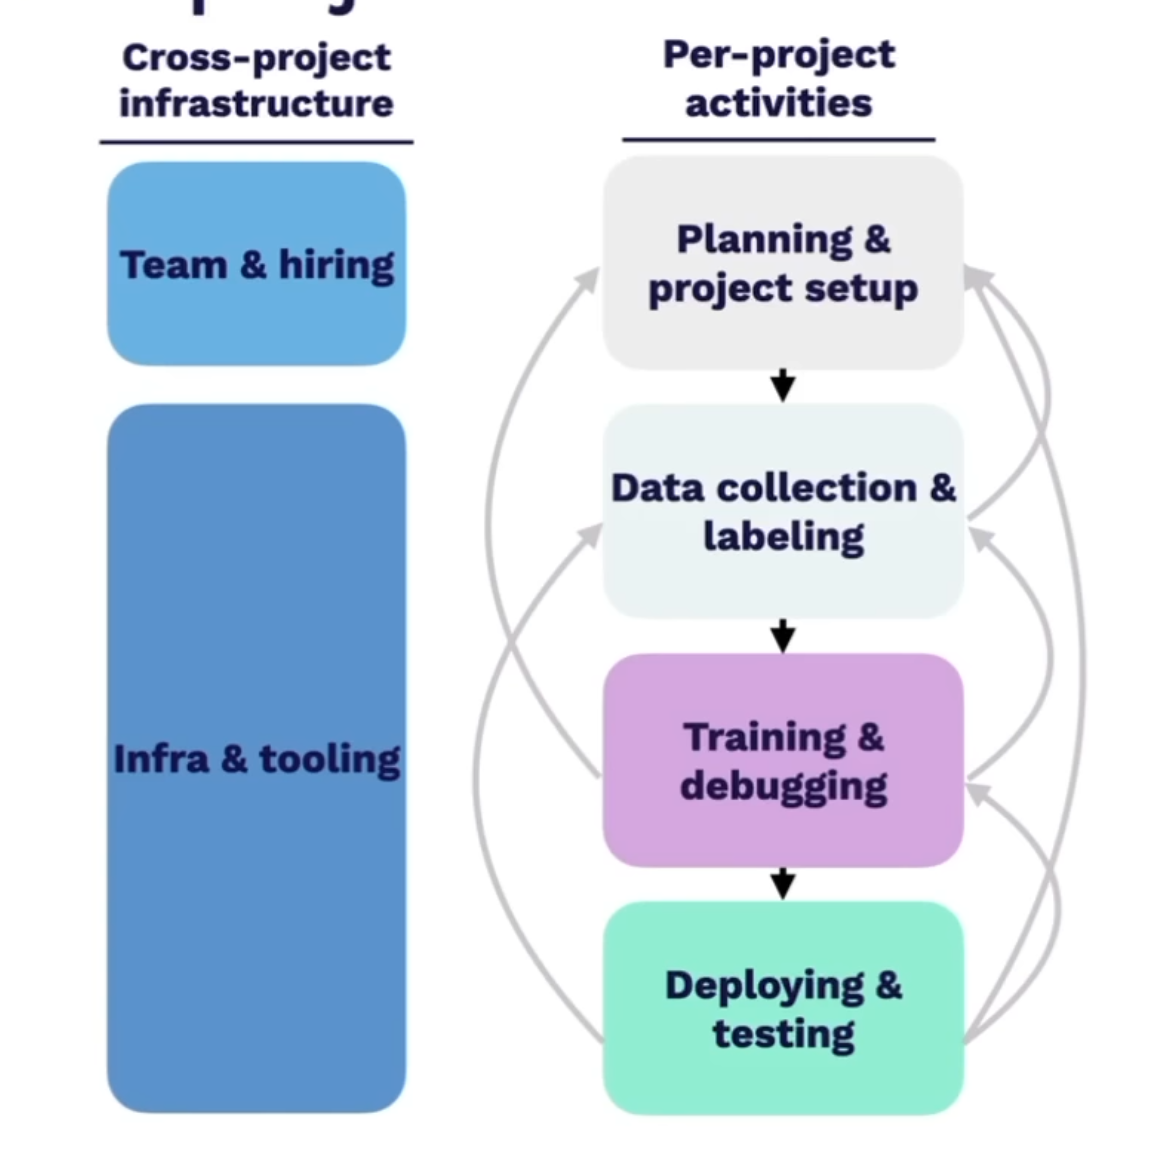 Cross-project
infrastructure
Per-project
activities
Team & hiring
Infra & tooling
Planning &
project setup
Data collection &
labeling
Training &
debugging
Deploying &
testing